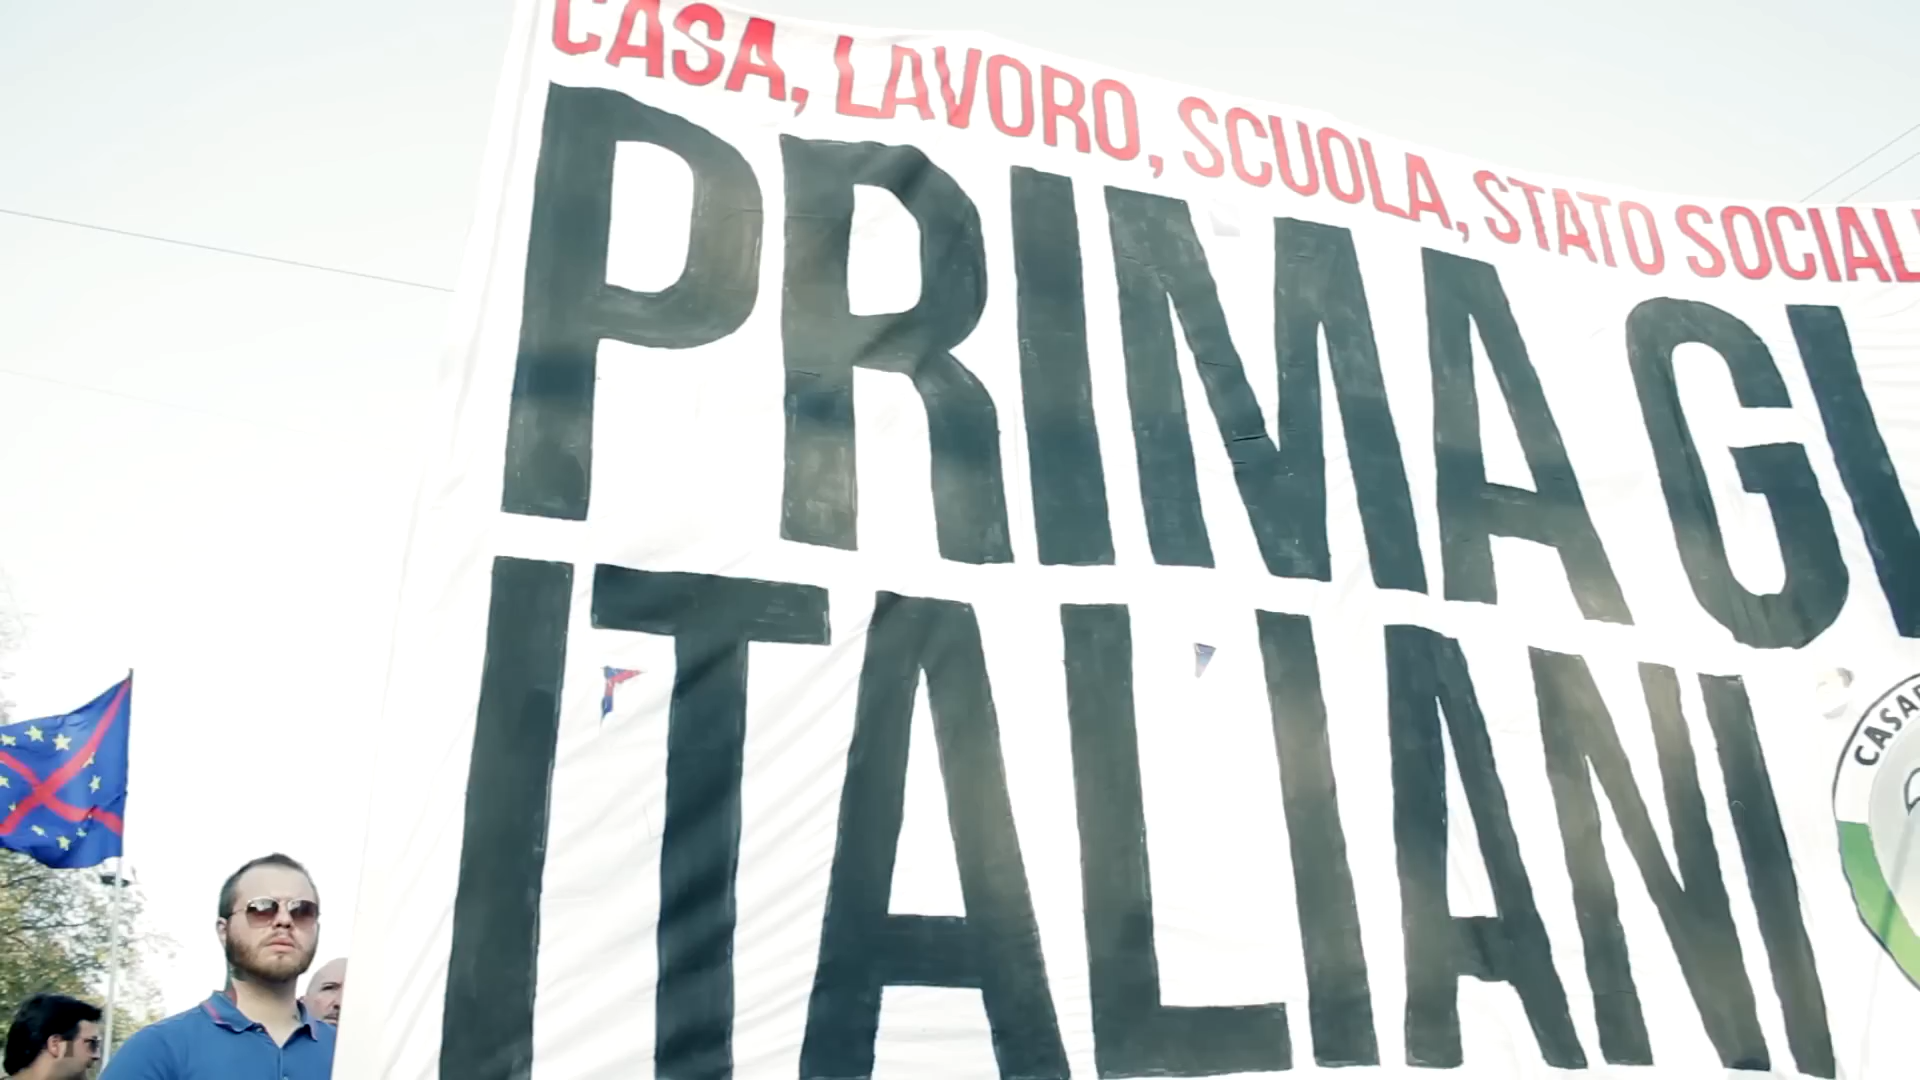 CASA, LAVORO, SCUOLA, STATO SOCIAL
PRIMA GL
ITALIANI